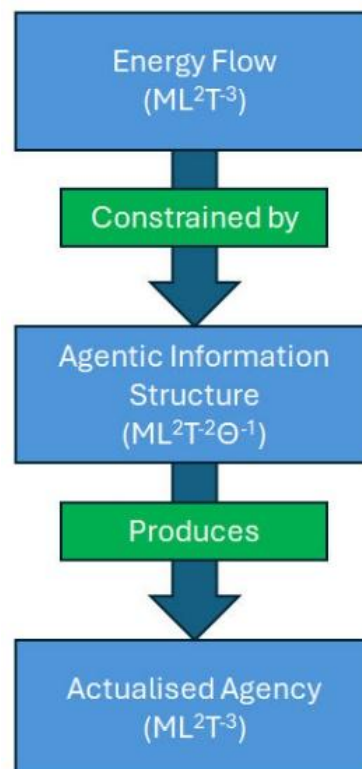 Energy Flow
(ML²T⁻³)
Constrained by
Agentic Information
Structure
(ML²T⁻²Θ⁻¹)
Produces
Actualised Agency
(ML²T⁻³)